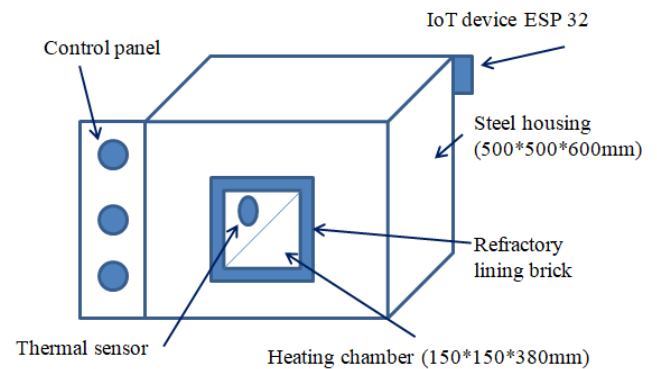 IoT device ESP 32
Control panel
Steel housing
(500*500*600mm)
Refractory
lining brick
Thermal sensor
Heating chamber (150*150*380mm)